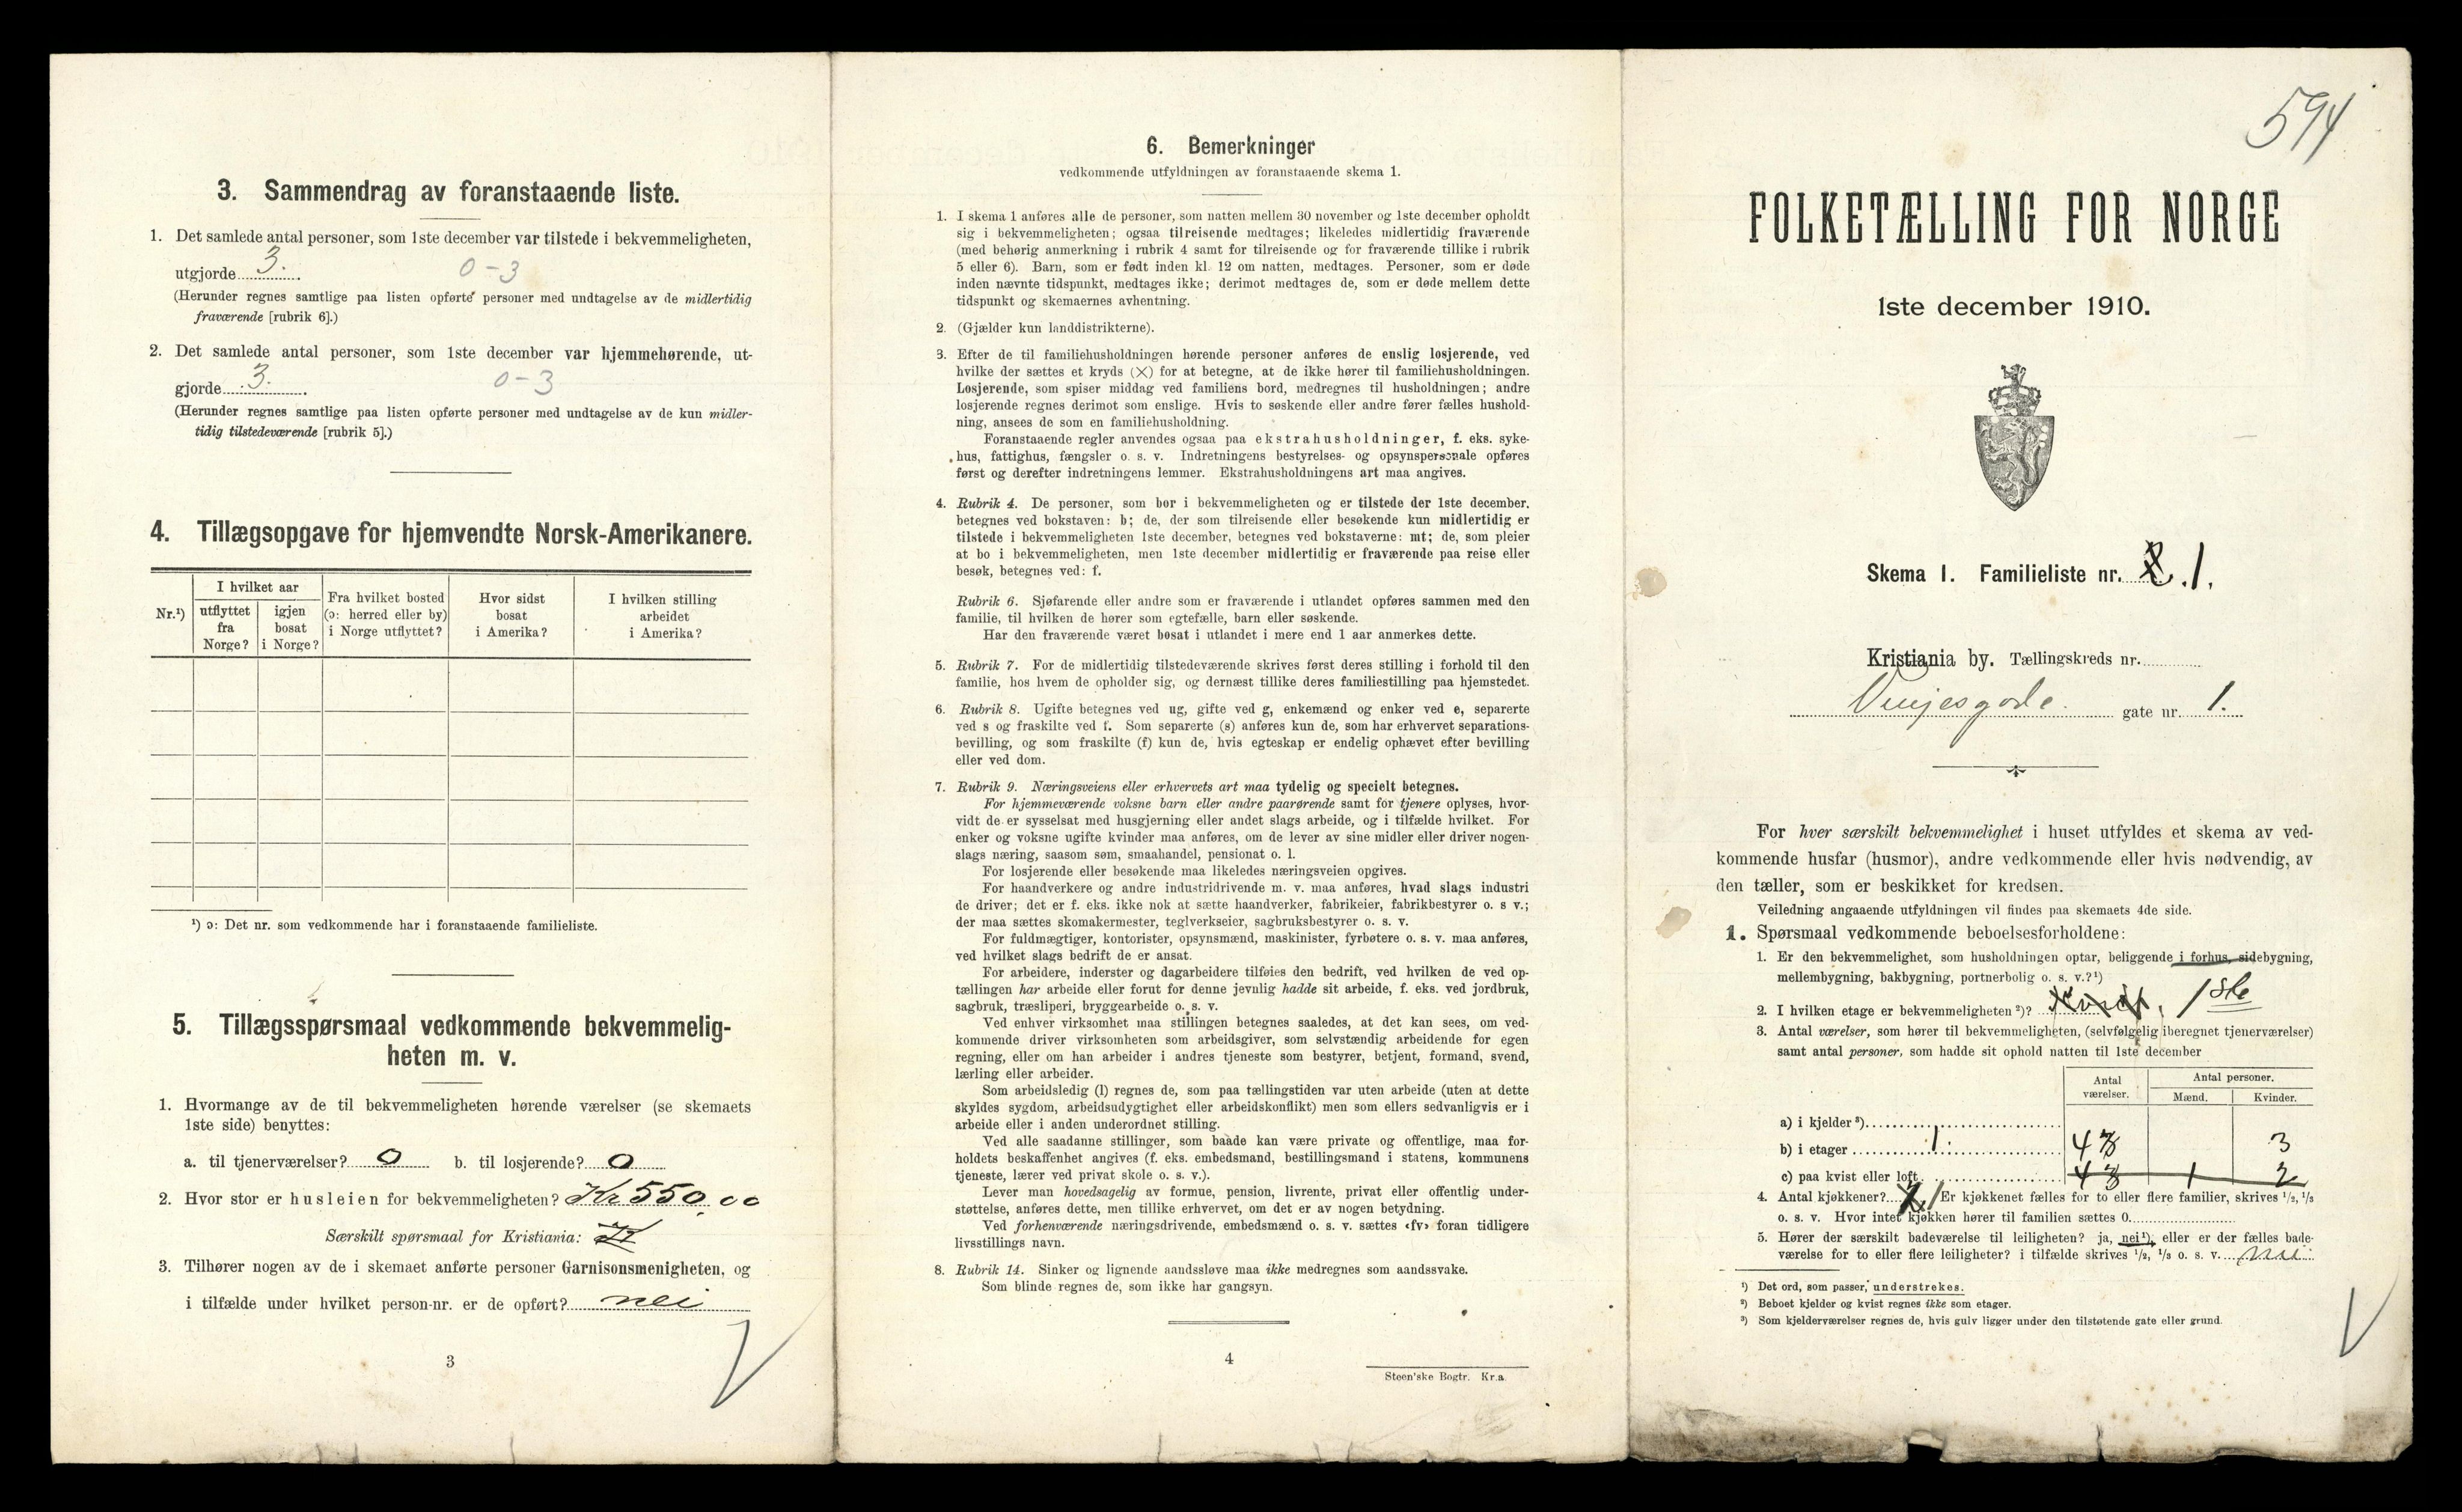 3. Sammendrag av foranstaaende liste.
1. Det samlede antal personer, som 1ste december var tilstede i bekvemmeligheten,
utgjorde 3. 0-3
(Herunder regnes samtlige paa listen opførte personer med undtagelse av de midlertidig
fraværende [rubrik 6].)
2. Det samlede antal personer, som 1ste december var hjemmehørende, ut-
gjorde 3. 0-3
(Herunder regnes samtlige paa listen opførte personer med undtagelse av de kun midler-
tidig tilstedeværende [rubrik 5].)
4. Tillægsopgave for hjemvendte Norsk-Amerikanere.
Nr.¹)
I hvilket aar
utflyttet fra Norge?
igjen bosat i Norge?
Fra hvilket bosted (ɔ: herred eller by) i Norge utflyttet?
Hvor sidst bosat i Amerika?
I hvilken stilling arbeidet i Amerika?
¹) ɔ: Det nr. som vedkommende har i foranstaaende familieliste.
5. Tillægsspørsmaal vedkommende bekvemmelig-
heten m. v.
1. Hvormange av de til bekvemmeligheten hørende værelser (se skemaets
1ste side) benyttes:
a. til tjenerværelser? 0 b. til losjerende? 0
2. Hvor stor er husleien for bekvemmeligheten? Kr 550.00
Særskilt spørsmaal for Kristiania:
3. Tilhører nogen av de i skemaet anførte personer Garnisonsmenigheten, og
i tilfælde under hvilket person-nr. er de opført? nei
3
6. Bemerkninger
vedkommende utfyldningen av foranstaaende skema 1.
1. I skema 1 anføres alle de personer, som natten mellem 30 november og 1ste december opholdt
sig i bekvemmeligheten; ogsaa tilreisende medtages; likeledes midlertidig fraværende
(med behørig anmerkning i rubrik 4 samt for tilreisende og for fraværende tillike i rubrik
5 eller 6). Barn, som er født inden kl. 12 om natten, medtages. Personer, som er døde
inden nævnte tidspunkt, medtages ikke; derimot medtages de, som er døde mellem dette
tidspunkt og skemaernes avhentning.
2. (Gjælder kun landdistrikterne).
3. Efter de til familiehusholdningen hørende personer anføres de enslig losjerende, ved
hvilke der sættes et kryds (×) for at betegne, at de ikke hører til familiehusholdningen.
Losjerende, som spiser middag ved familiens bord, medregnes til husholdningen; andre
losjerende regnes derimot som enslige. Hvis to søskende eller andre fører fælles hushold-
ning, ansees de som en familiehusholdning.
Foranstaaende regler anvendes ogsaa paa ekstrahusholdninger, f. eks. syke-
hus, fattighus, fængsler o. s. v. Indretningens bestyrelses- og opsynspersonale opføres
først og derefter indretningens lemmer. Ekstrahusholdningens art maa angives.
4. Rubrik 4. De personer, som bor i bekvemmeligheten og er tilstede der 1ste december,
betegnes ved bokstaven: b; de, der som tilreisende eller besøkende kun midlertidig er
tilstede i bekvemmeligheten 1ste december, betegnes ved bokstaverne: mt; de, som pleier
at bo i bekvemmeligheten, men 1ste december midlertidig er fraværende paa reise eller
besøk, betegnes ved: f.
Rubrik 6. Sjøfarende eller andre som er fraværende i utlandet opføres sammen med den
familie, til hvilken de hører som egtefælle, barn eller søskende.
Har den fraværende været bosat i utlandet i mere end 1 aar anmerkes dette.
5. Rubrik 7. For de midlertidig tilstedeværende skrives først deres stilling i forhold til den
familie, hos hvem de opholder sig, og dernæst tillike deres familiestilling paa hjemstedet.
6. Rubrik 8. Ugifte betegnes ved ug, gifte ved g, enkemænd og enker ved e, separerte
ved s og fraskilte ved f. Som separerte (s) anføres kun de, som har erhvervet separations-
bevilling, og som fraskilte (f) kun de, hvis egteskap er endelig ophævet efter bevilling
eller ved dom.
7. Rubrik 9. Næringsveiens eller erhvervets art maa tydelig og specielt betegnes.
For hjemmeværende voksne barn eller andre paarørende samt for tjenere oplyses, hvor-
vidt de er sysselsat med husgjerning eller andet slags arbeide, og i tilfælde hvilket. For
enker og voksne ugifte kvinder maa anføres, om de lever av sine midler eller driver nogen-
slags næring, saasom søm, smaahandel, pensionat o. l.
For losjerende eller besøkende maa likeledes næringsveien opgives.
For haandverkere og andre industridrivende m. v. maa anføres, hvad slags industri
de driver; det er f. eks. ikke nok at sætte haandverker, fabrikeier, fabrikbestyrer o. s v.;
der maa sættes skomakermester, teglverkseier, sagbruksbestyrer o. s. v.
For fuldmægtiger, kontorister, opsynsmænd, maskinister, fyrbøtere o. s. v. maa anføres,
ved hvilket slags bedrift de er ansat.
For arbeidere, inderster og dagarbeidere tilføies den bedrift, ved hvilken de ved op-
tællingen har arbeide eller forut for denne jevnlig hadde sit arbeide, f. eks. ved jordbruk,
sagbruk, træsliperi, bryggearbeide o. s. v.
Ved enhver virksomhet maa stillingen betegnes saaledes, at det kan sees, om ved-
kommende driver virksomheten som arbeidsgiver, som selvstændig arbeidende for egen
regning, eller om han arbeider i andres tjeneste som bestyrer, betjent, formand, svend,
lærling eller arbeider.
Som arbeidsledig (l) regnes de, som paa tællingstiden var uten arbeide (uten at dette
skyldes sygdom, arbeidsudygtighet eller arbeidskonflikt) men som ellers sedvanligvis er i
arbeide eller i anden underordnet stilling.
Ved alle saadanne stillinger, som baade kan være private og offentlige, maa for-
holdets beskaffenhet angives (f. eks. embedsmand, bestillingsmand i statens, kommunens
tjeneste, lærer ved privat skole o. s. v.).
Lever man hovedsagelig av formue, pension, livrente, privat eller offentlig under-
støttelse, anføres dette, men tillike erhvervet, om det er av nogen betydning.
Ved forhenværende næringsdrivende, embedsmænd o. s. v. sættes «fv» foran tidligere
livsstillings navn.
8. Rubrik 14. Sinker og lignende aandssløve maa ikke medregnes som aandssvake.
Som blinde regnes de, som ikke har gangsyn.
4
Steen'ske Bogtr. Kr.a
594
FOLKETÆLLING FOR NORGE
1ste december 1910.
Skema 1. Familieliste nr. 1.
Kristiania by. Tællingskreds nr.
Vinjesgade. gate nr. 1.
For hver særskilt bekvemmelighet i huset utfyldes et skema av ved-
kommende husfar (husmor), andre vedkommende eller hvis nødvendig, av
den tæller, som er beskikket for kredsen.
Veiledning angaaende utfyldningen vil findes paa skemaets 4de side.
1. Spørsmaal vedkommende beboelsesforholdene:
1. Er den bekvemmelighet, som husholdningen optar, beliggende i forhus, sidebygning,
mellembygning, bakbygning, portnerbolig o. s. v.?¹)
2. I hvilken etage er bekvemmeligheten ²)? Kvist. 1ste
3. Antal værelser, som hører til bekvemmeligheten, (selvfølgelig iberegnet tjenerværelser)
samt antal personer, som hadde sit ophold natten til 1ste december
Antal værelser.
Antal personer.
Mænd. Kvinder.
a) i kjelder ³)
b) i etager 1. 4 3
c) paa kvist eller loft 1 2
4. Antal kjøkkener? 1 Er kjøkkenet fælles for to eller flere familier, skrives ¹/₂, ¹/₃
o. s. v. Hvor intet kjøkken hører til familien sættes 0.
5. Hører der særskilt badeværelse til leiligheten? ja, nei¹), eller er der fælles bade-
værelse for to eller flere leiligheter? i tilfælde skrives ¹/₂, ¹/₃ o. s. v. nei
¹) Det ord, som passer, understrekes.
²) Beboet kjelder og kvist regnes ikke som etager.
³) Som kjelderværelser regnes de, hvis gulv ligger under den tilstøtende gate eller grund.